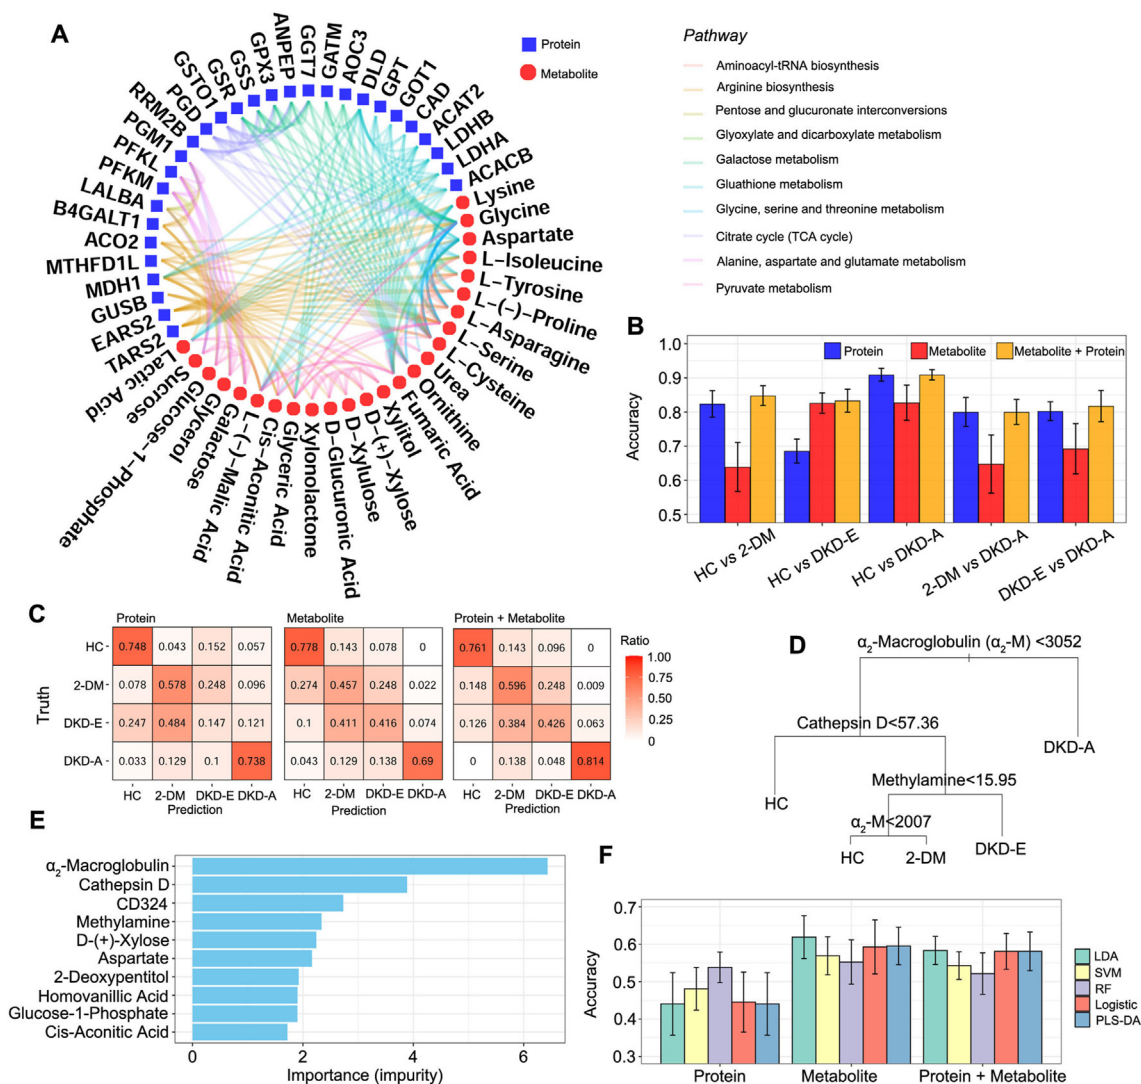 A
Protein
Metabolite
TARS2
EARS2
GUSB
MDH1
MTHFD1L
ACO2
B4GALT1
LALBA
PFKM
PFKL
PGM1
RRM2B
PGD
GSTO1
GSR
GSS
GPX3
ANPEP
GGT7
GATM
AOC3
DLD
GPT
GOT1
CAD
ACAT2
LDHB
LDHA
ACACB
Lysine
Glycine
Aspartate
L−Isoleucine
L−Tyrosine
L−(−)−Proline
L−Asparagine
L−Serine
L−Cysteine
Urea
Ornithine
Fumaric Acid
Xylitol
D−(+)−Xylose
D−Xylulose
D−Glucuronic Acid
Xylonolactone
Glyceric Acid
Cis−Aconitic Acid
L−(−)−Malic Acid
Galactose
Glycerol
Glucose−1−Phosphate
Sucrose
Lactic Acid
Pathway
Aminoacyl-tRNA biosynthesis
Arginine biosynthesis
Pentose and glucuronate interconversions
Glyoxylate and dicarboxylate metabolism
Galactose metabolism
Gluathione metabolism
Glycine, serine and threonine metabolism
Citrate cycle (TCA cycle)
Alanine, aspartate and glutamate metabolism
Pyruvate metabolism
B
Protein Metabolite Metabolite + Protein
Accuracy
1.0
0.9
0.8
0.7
0.6
0.5
HC vs 2-DM
HC vs DKD-E
HC vs DKD-A
2-DM vs DKD-A
DKD-E vs DKD-A
C
Protein Metabolite Protein + Metabolite
Truth
HC 0.748 0.043 0.152 0.057 0.778 0.143 0.078 0 0.761 0.143 0.096 0
2-DM 0.078 0.578 0.248 0.096 0.274 0.457 0.248 0.022 0.148 0.596 0.248 0.009
DKD-E 0.247 0.484 0.147 0.121 0.1 0.411 0.416 0.074 0.126 0.384 0.426 0.063
DKD-A 0.033 0.129 0.1 0.738 0.043 0.129 0.138 0.69 0 0.138 0.048 0.814
HC 2-DM DKD-E DKD-A HC 2-DM DKD-E DKD-A HC 2-DM DKD-E DKD-A
Prediction Prediction Prediction
Ratio
1.00
0.75
0.50
0.25
0
D
α₂-Macroglobulin (α₂-M) <3052
Cathepsin D<57.36
DKD-A
Methylamine<15.95
HC
α₂-M<2007
DKD-E
HC 2-DM
E
α₂-Macroglobulin
Cathepsin D
CD324
Methylamine
D-(+)-Xylose
Aspartate
2-Deoxypentitol
Homovanillic Acid
Glucose-1-Phosphate
Cis-Aconitic Acid
0 2 4 6
Importance (impurity)
F
Accuracy
0.7
0.6
0.5
0.4
0.3
Protein Metabolite Protein + Metabolite
LDA
SVM
RF
Logistic
PLS-DA